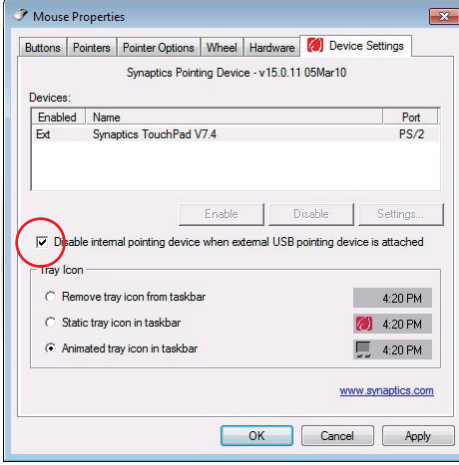 Mouse Properties
Buttons Pointers Pointer Options Wheel Hardware Device Settings
Synaptics Pointing Device - v15.0.11 05Mar10
Devices:
Enabled Name Port
Ext Synaptics TouchPad V7.4 PS/2
Enable Disable Settings...
Disable internal pointing device when external USB pointing device is attached
Tray Icon
Remove tray icon from taskbar 4:20 PM
Static tray icon in taskbar 4:20 PM
Animated tray icon in taskbar 4:20 PM
www.synaptics.com
OK Cancel Apply